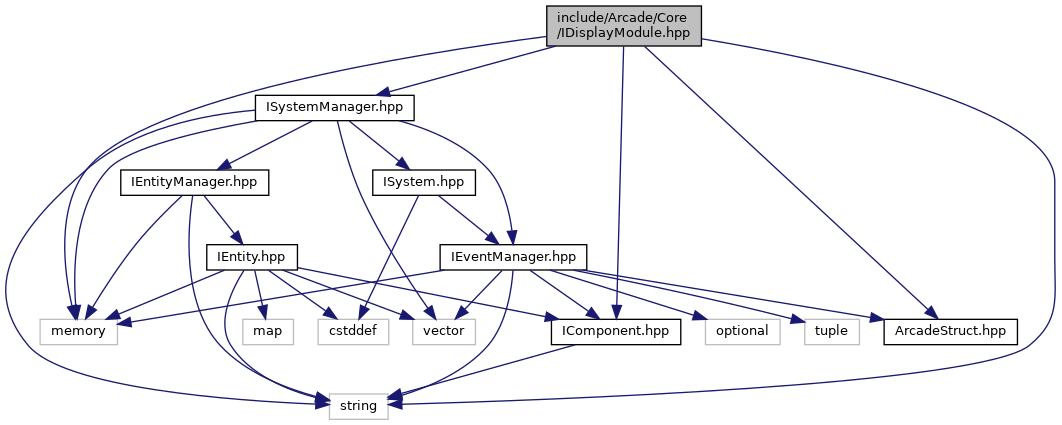 include/Arcade/Core
/IDisplayModule.hpp
ISystemManager.hpp
IEntityManager.hpp
ISystem.hpp
IEntity.hpp
IEventManager.hpp
memory
map
cstddef
vector
IComponent.hpp
optional
tuple
ArcadeStruct.hpp
string